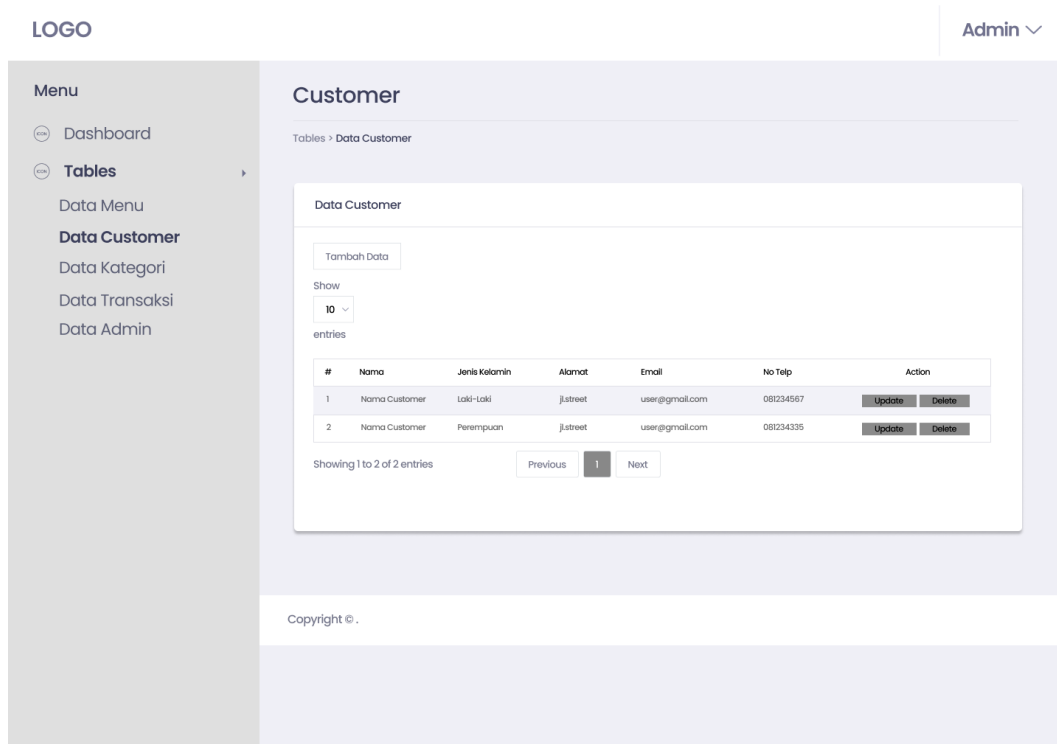 LOGO
Admin
Menu
ICON Dashboard
ICON Tables
Data Menu
Data Customer
Data Kategori
Data Transaksi
Data Admin
Customer
Tables > Data Customer
Data Customer
Tambah Data
Show
10
entries
# Nama Jenis Kelamin Alamat Email No Telp Action
1 Nama Customer Laki-Laki jl.street user@gmail.com 081234567 Update Delete
2 Nama Customer Perempuan jl.street user@gmail.com 081234335 Update Delete
Showing 1 to 2 of 2 entries Previous 1 Next
Copyright © .